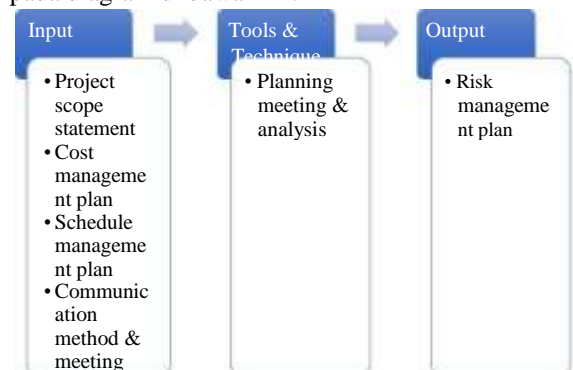 Input
• Project
scope
statement
• Cost
manageme
nt plan
• Schedule
manageme
nt plan
• Communic
ation
method &
meeting
Tools &
Technique
• Planning
meeting &
analysis
Output
• Risk
manageme
nt plan